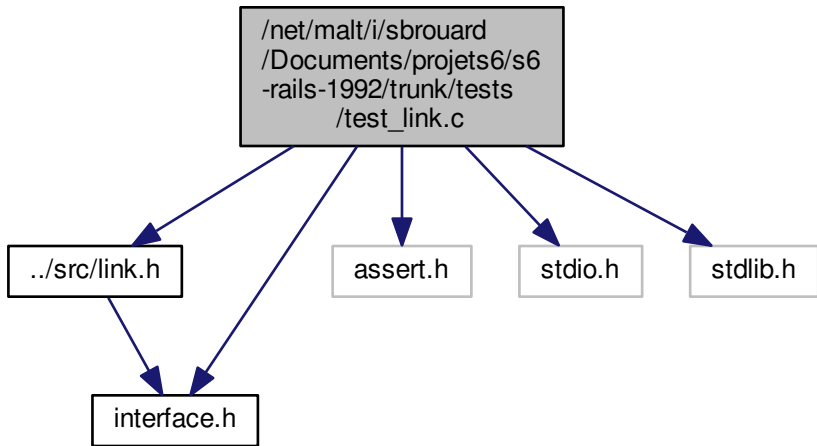 /net/malt/i/sbrouard
/Documents/projets6/s6
-rails-1992/trunk/tests
/test_link.c
../src/link.h
assert.h
stdio.h
stdlib.h
interface.h